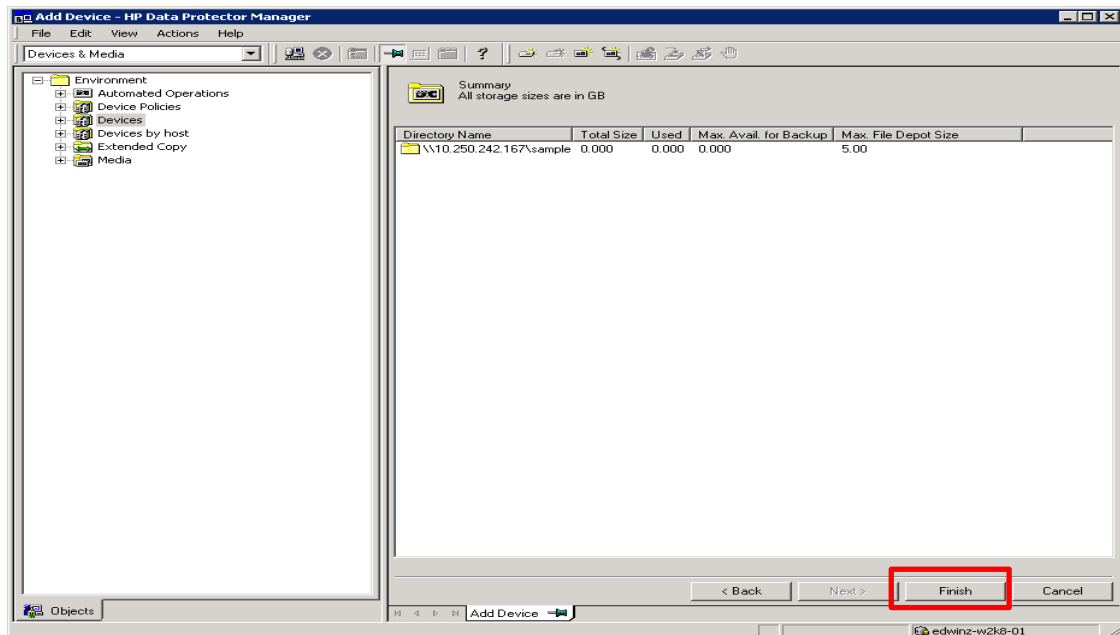 Add Device - HP Data Protector Manager
File Edit View Actions Help
Devices & Media
Environment
Automated Operations
Device Policies
Devices
Devices by host
Extended Copy
Media
Summary
All storage sizes are in GB
Directory Name Total Size Used Max. Avail. for Backup Max. File Depot Size
\\10.250.242.167\sample 0.000 0.000 0.000 5.00
< Back Next > Finish Cancel
Objects
Add Device
edwinz-w2k8-01